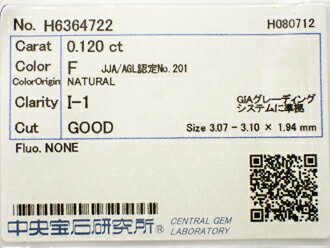 No. H6364722 H080712
Carat 0.120 ct
Color F JJA/AGL認定No.201
ColorOrigin NATURAL
Clarity I-1 GIAグレーディング
システムに準拠
Cut GOOD Size 3.07 - 3.10 × 1.94 mm
Fluo. NONE
中央宝石研究所® CENTRAL GEM
LABORATORY